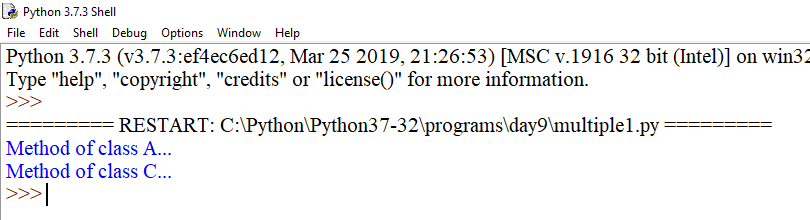 Python 3.7.3 Shell
File Edit Shell Debug Options Window Help
Python 3.7.3 (v3.7.3:ef4ec6ed12, Mar 25 2019, 21:26:53) [MSC v.1916 32 bit (Intel)] on win32
Type "help", "copyright", "credits" or "license()" for more information.
>>>
========= RESTART: C:\Python\Python37-32\programs\day9\multiple1.py =========
Method of class A...
Method of class C...
>>>